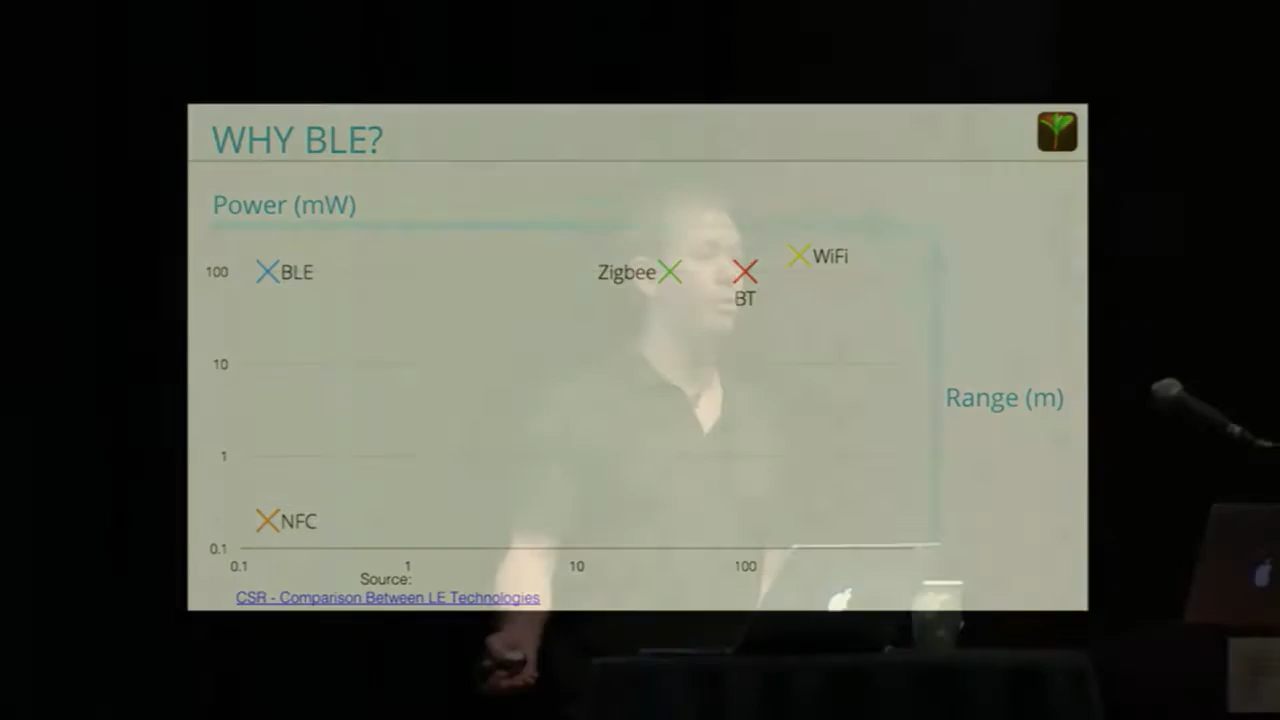 WHY BLE?
Power (mW)
WiFi
100
BLE
Zigbee
BT
10
Range (m)
1
NFC
0.1
0.1
1
10
100
Source:
CSR - Comparison Between LE Technologies